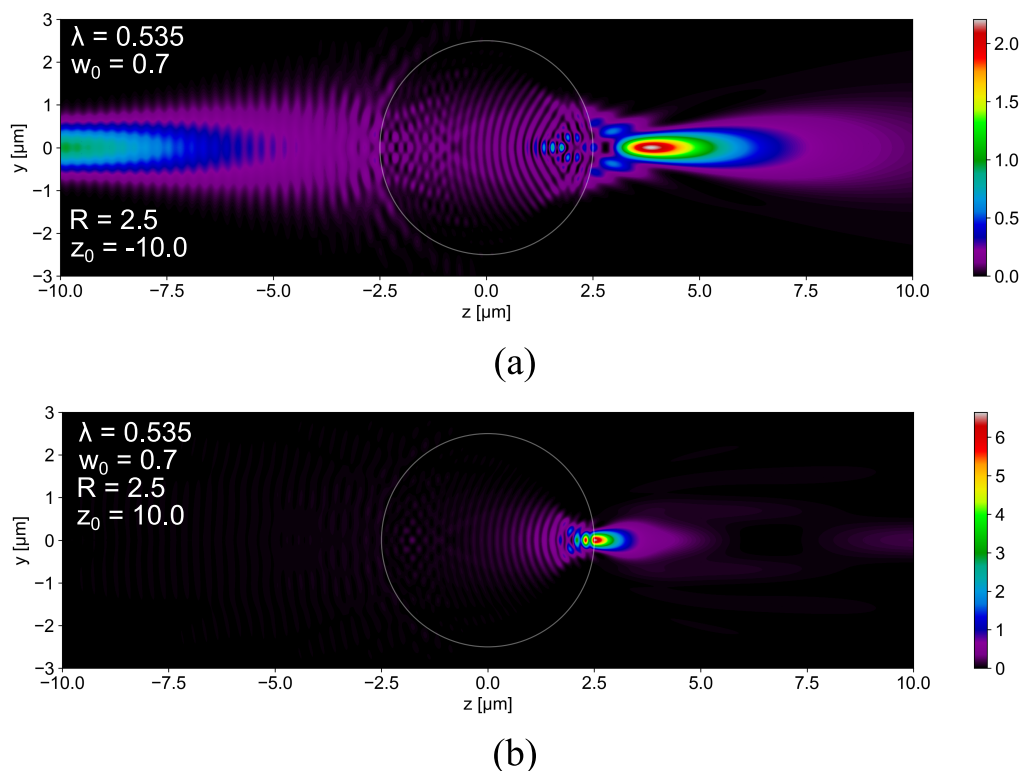 λ = 0.535
w₀ = 0.7
R = 2.5
z₀ = -10.0
3
2
1
0
−1
−2
−3
y [µm]
−10.0 −7.5 −5.0 −2.5 0.0 2.5 5.0 7.5 10.0
z [µm]
2.0
1.5
1.0
0.5
0.0
(a)
λ = 0.535
w₀ = 0.7
R = 2.5
z₀ = 10.0
3
2
1
0
−1
−2
−3
y [µm]
−10.0 −7.5 −5.0 −2.5 0.0 2.5 5.0 7.5 10.0
z [µm]
6
5
4
3
2
1
0
(b)